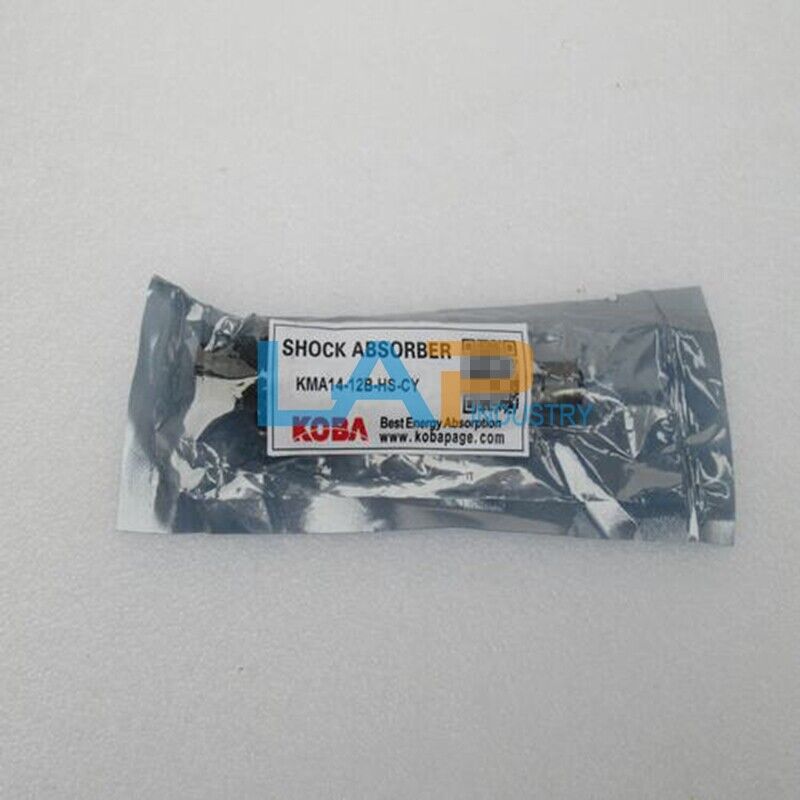 SHOCK ABSORBER
KMA14-12B-HS-CY
KOBA
Best Energy Absorption
www.kobapage.com
LAP
INDUSTRY